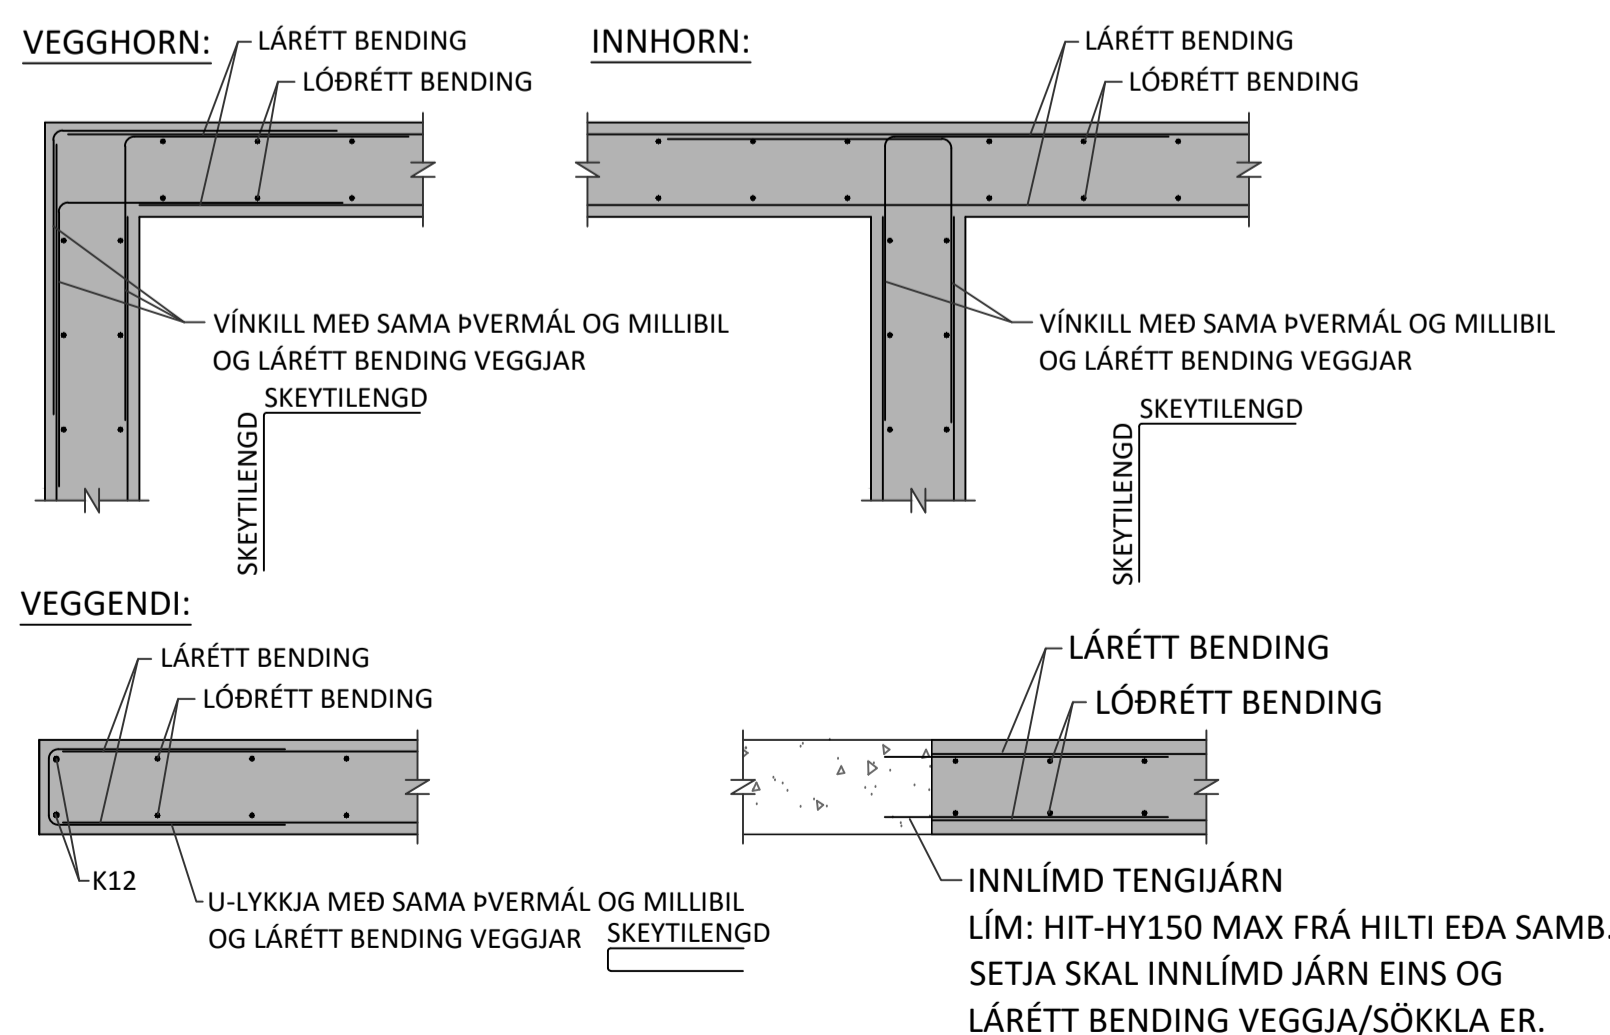 VEGGHORN:
LÁRÉTT BENDING
LÓÐRÉTT BENDING
VÍNKILL MEÐ SAMA ÞVERMÁL OG MILLIBIL
OG LÁRÉTT BENDING VEGGJAR
SKEYTILENGD
SKEYTILENGD
INNHORN:
LÁRÉTT BENDING
LÓÐRÉTT BENDING
VÍNKILL MEÐ SAMA ÞVERMÁL OG MILLIBIL
OG LÁRÉTT BENDING VEGGJAR
SKEYTILENGD
SKEYTILENGD
VEGGENDI:
LÁRÉTT BENDING
LÓÐRÉTT BENDING
K12
U-LYKKJA MEÐ SAMA ÞVERMÁL OG MILLIBIL
OG LÁRÉTT BENDING VEGGJAR
SKEYTILENGD
LÁRÉTT BENDING
LÓÐRÉTT BENDING
INNLÍMD TENGIJÁRN
LÍM: HIT-HY150 MAX FRÁ HILTI EÐA SAMB.
SETJA SKAL INNLÍMD JÁRN EINS OG
LÁRÉTT BENDING VEGGJA/SÖKKLA ER.